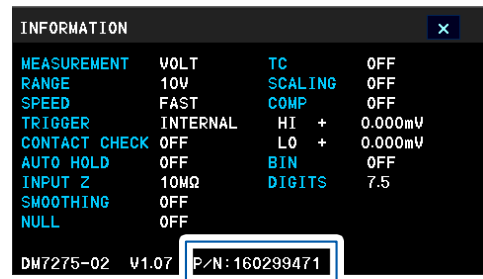 INFORMATION ×
MEASUREMENT VOLT TC OFF
RANGE 10V SCALING OFF
SPEED FAST COMP OFF
TRIGGER INTERNAL HI + 0.000mV
CONTACT CHECK OFF LO + 0.000mV
AUTO HOLD OFF BIN OFF
INPUT Z 10MΩ DIGITS 7.5
SMOOTHING OFF
NULL OFF
DM7275-02 V1.07 P/N:160299471